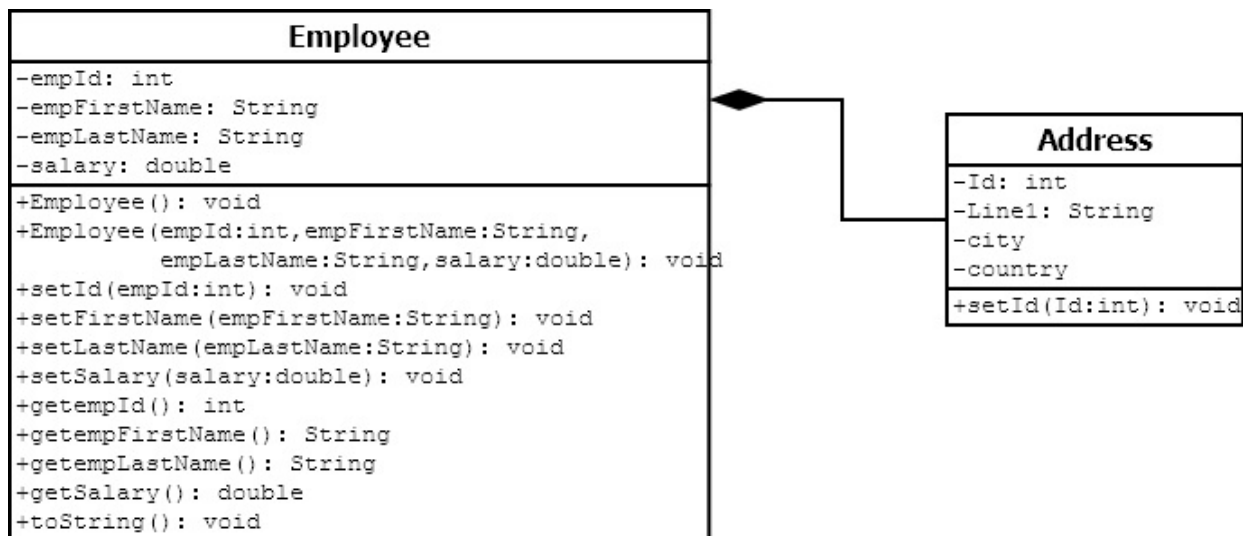 Employee
-empId: int
-empFirstName: String
-empLastName: String
-salary: double
+Employee(): void
+Employee(empId:int,empFirstName:String,
empLastName:String,salary:double): void
+setId(empId:int): void
+setFirstName(empFirstName:String): void
+setLastName(empLastName:String): void
+setSalary(salary:double): void
+getempId(): int
+getempFirstName(): String
+getempLastName(): String
+getSalary(): double
+toString(): void
Address
-Id: int
-Line1: String
-city
-country
+setId(Id:int): void